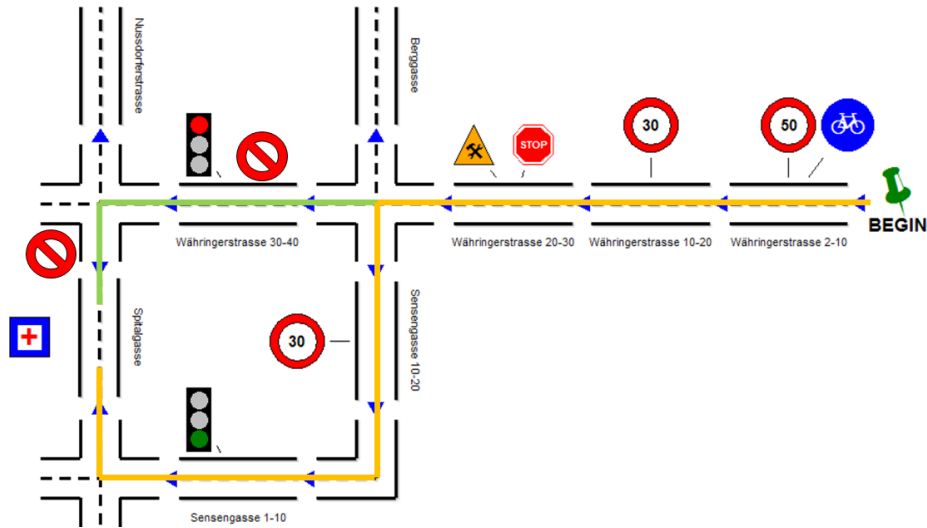 Nussdorferstrasse
Berggasse
STOP
30
50
BEGIN
Währingerstrasse 30-40
Währingerstrasse 20-30
Währingerstrasse 10-20
Währingerstrasse 2-10
Spitalgasse
30
Sensengasse 10-20
Sensengasse 1-10